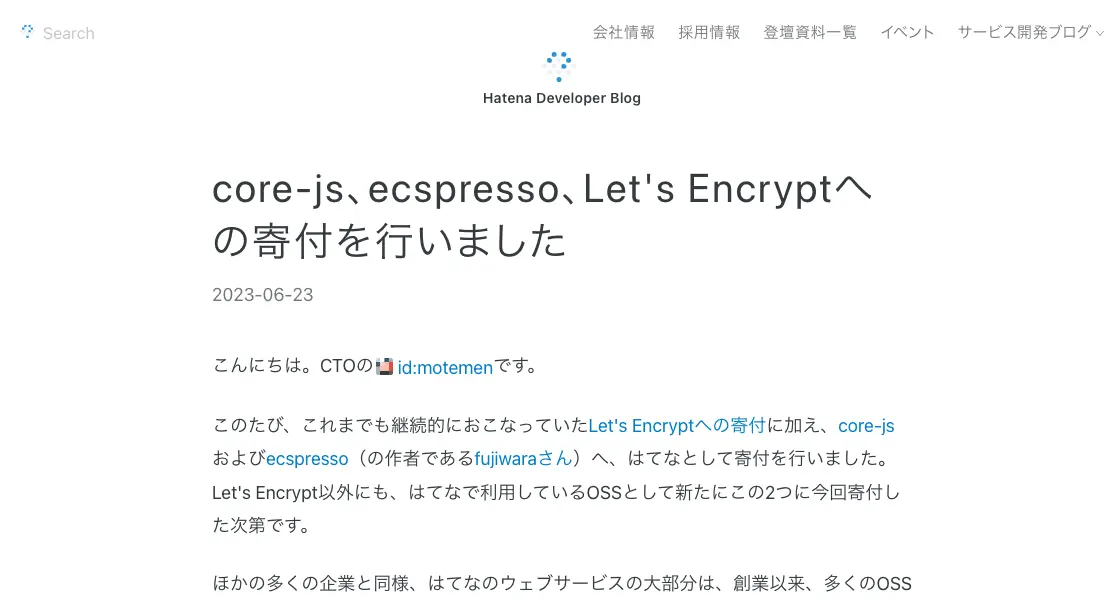 Search
会社情報 採用情報 登壇資料一覧 イベント サービス開発ブログ
Hatena Developer Blog
core-js、ecspresso、Let's Encryptへ
の寄付を行いました
2023-06-23
こんにちは。CTOの id:motemenです。
このたび、これまでも継続的におこなっていたLet's Encryptへの寄付に加え、core-js
およびecspresso（の作者であるfujiwaraさん）へ、はてなとして寄付を行いました。
Let's Encrypt以外にも、はてなで利用しているOSSとして新たにこの2つに今回寄付し
た次第です。
ほかの多くの企業と同様、はてなのウェブサービスの大部分は、創業以来、多くのOSS